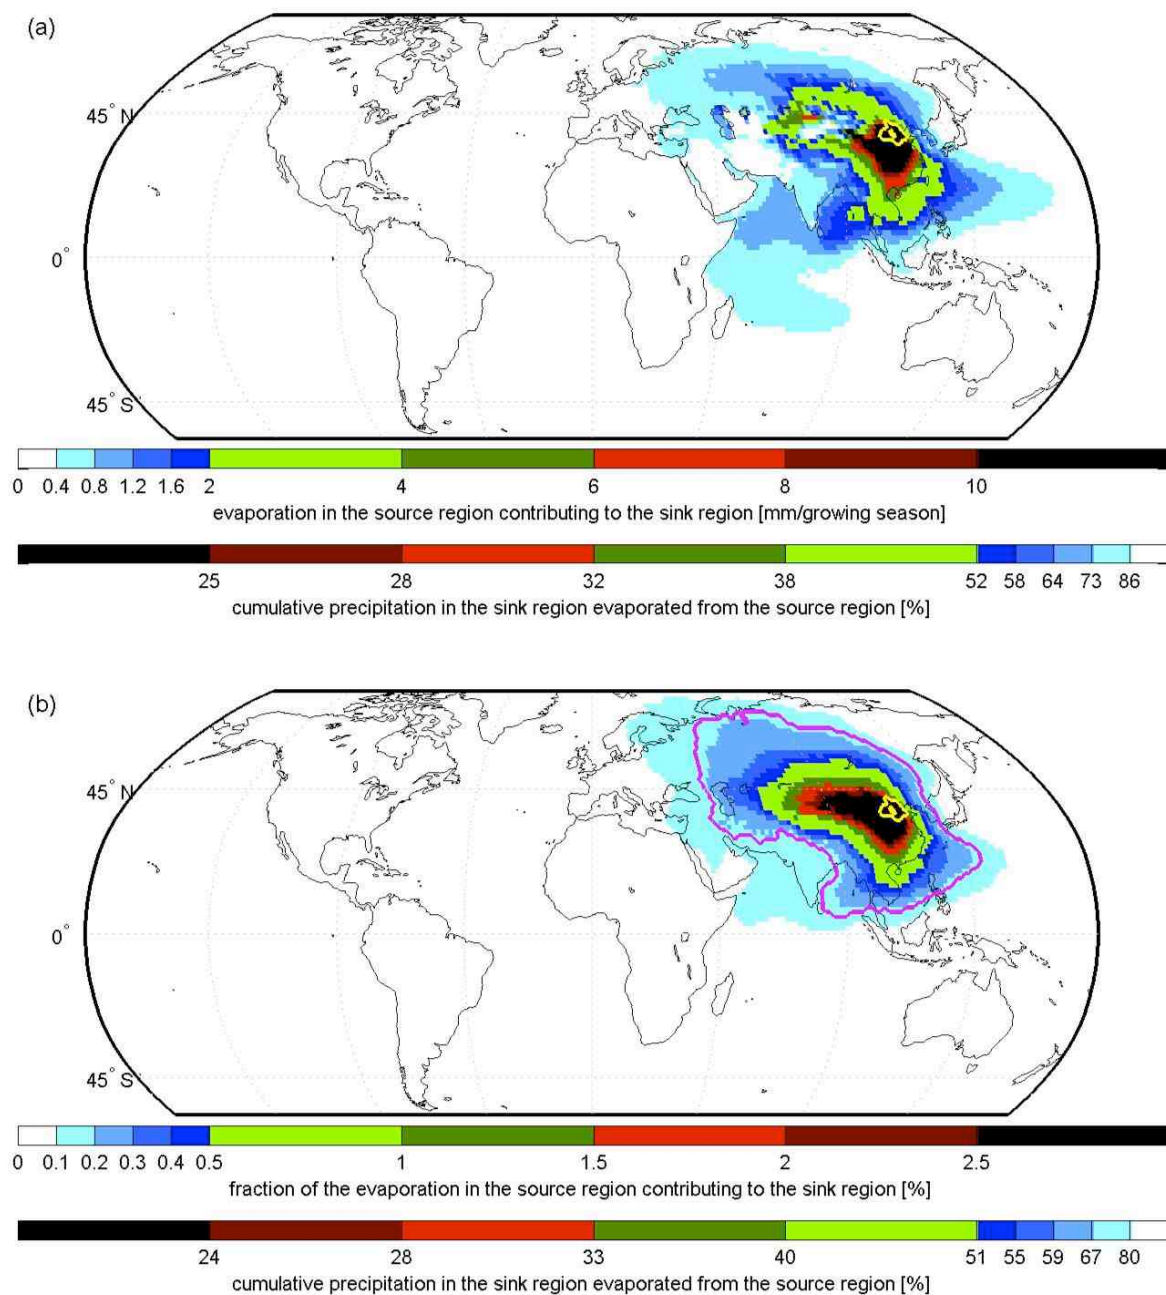 (a)
45° N
0°
45° S
0 0.4 0.8 1.2 1.6 2 4 6 8 10
evaporation in the source region contributing to the sink region [mm/growing season]
25 28 32 38 52 58 64 73 86
cumulative precipitation in the sink region evaporated from the source region [%]
(b)
45° N
0°
45° S
0 0.1 0.2 0.3 0.4 0.5 1 1.5 2 2.5
fraction of the evaporation in the source region contributing to the sink region [%]
24 28 33 40 51 55 59 67 80
cumulative precipitation in the sink region evaporated from the source region [%]